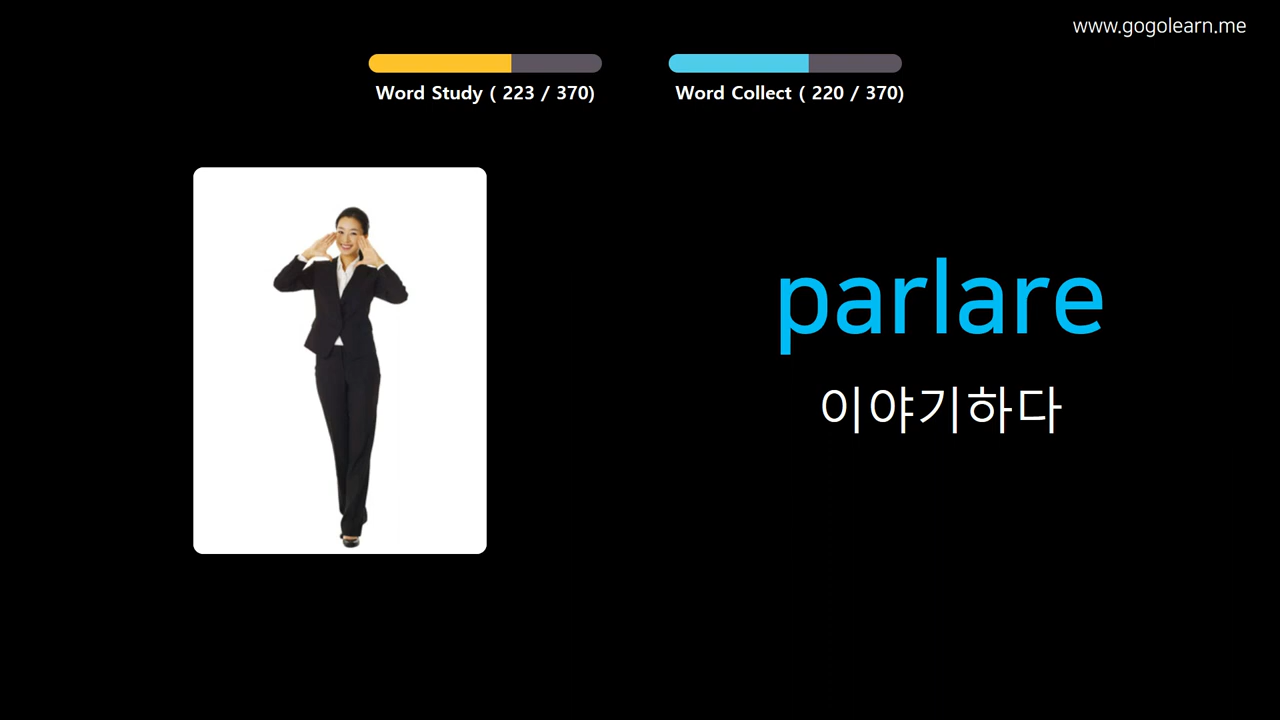 www.gogolearn.me
Word Study ( 223 / 370)
Word Collect ( 220 / 370)
parlare
이야기하다